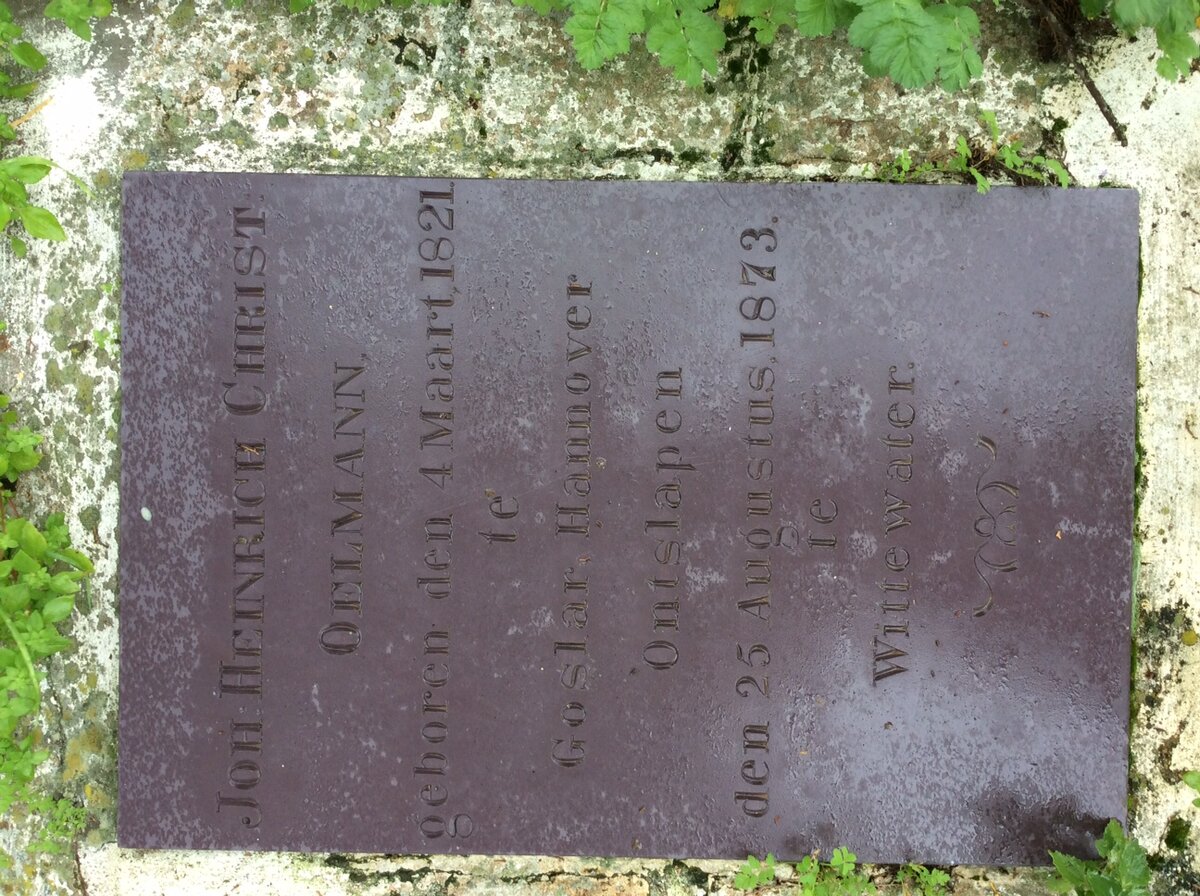 JOH HEINRICH CHRIST.
OELMANN,
geboren den 4 Maart, 1821.
te
Goslar, Hannover
Ontslapen
den 25 Augustus, 1873.
te
Wittewater.